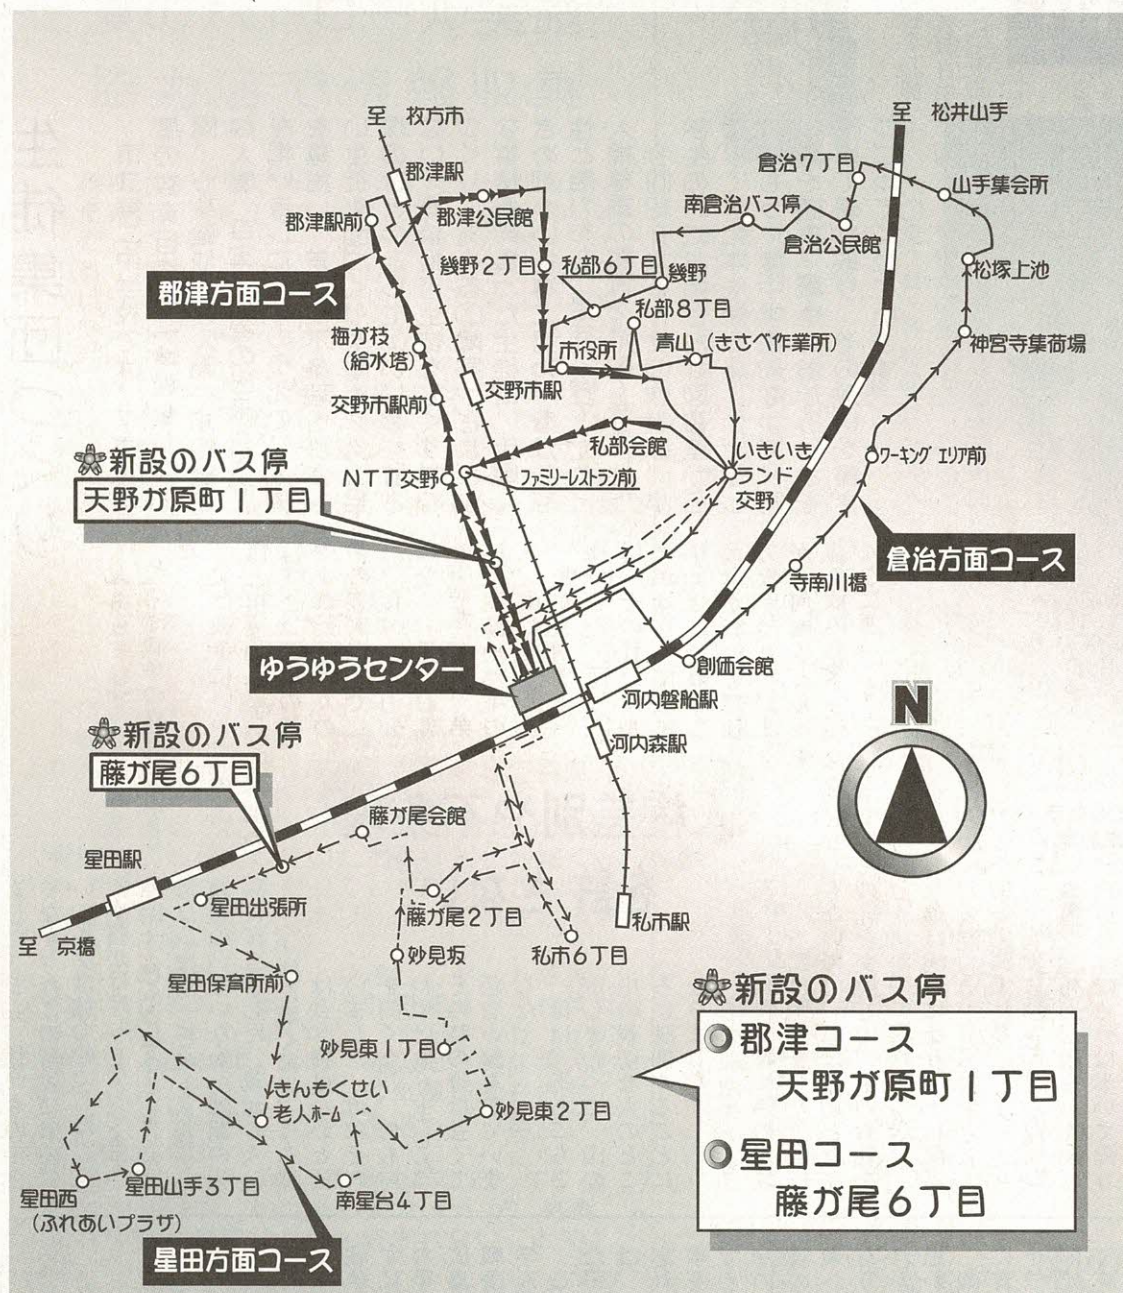 至 枚方市
至 松井山手
郡津駅
倉治7丁目
山手集会所
郡津駅前
郡津公民館
南倉治バス停
倉治公民館
幾野2丁目
私部6丁目
幾野
松塚上池
郡津方面コース
私部8丁目
梅が枝
(給水塔)
市役所
青山(きさべ作業所)
神宮寺集荷場
交野市駅
交野市駅前
私部会館
いきいき
ランド
交野
ワーキング エリア前
新設のバス停
天野が原町1丁目
NTT交野
ファミリーレストラン前
倉治方面コース
寺南川橋
ゆうゆうセンター
創価会館
河内磐船駅
N
新設のバス停
藤が尾6丁目
河内森駅
藤が尾会館
星田駅
星田出張所
藤が尾2丁目
私市駅
至 京橋
妙見坂
私市6丁目
星田保育所前
妙見東1丁目
きんもくせい
老人ホーム
妙見東2丁目
星田西
(ふれあいプラザ)
星田山手3丁目
南星台4丁目
星田方面コース
新設のバス停
郡津コース
天野が原町1丁目
星田コース
藤が尾6丁目